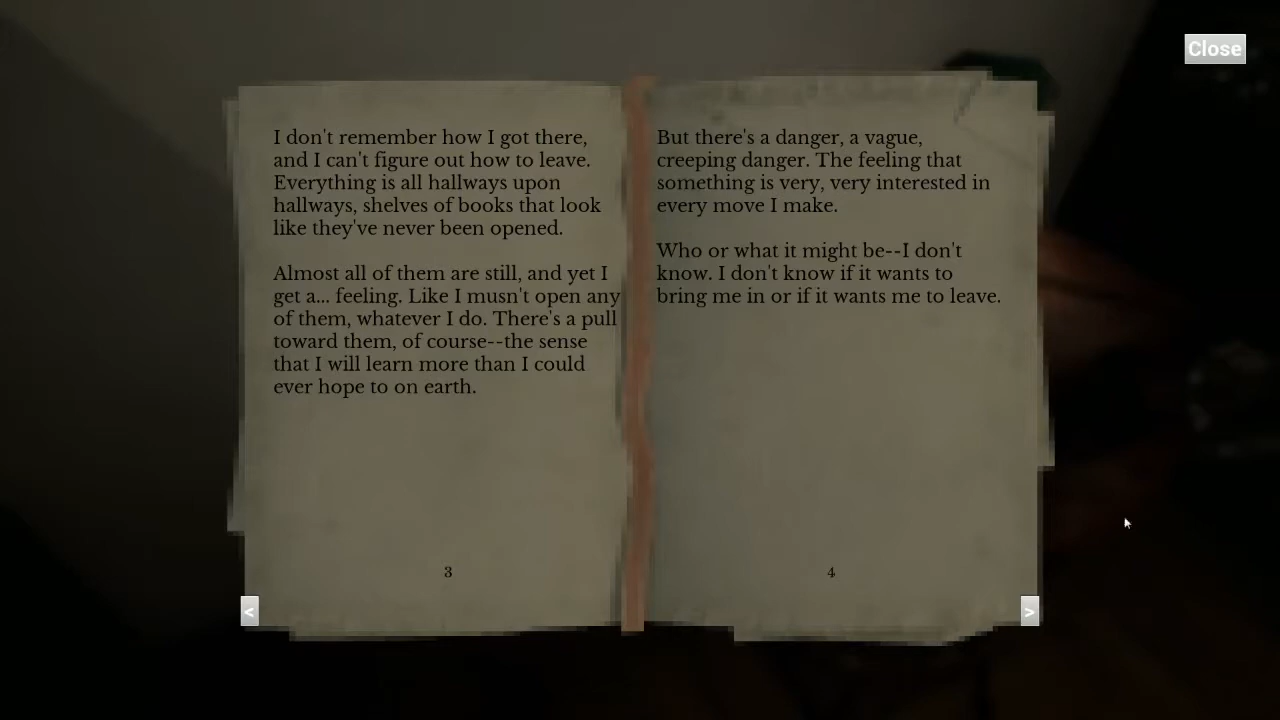 Close
I don't remember how I got there,
and I can't figure out how to leave.
Everything is all hallways upon
hallways, shelves of books that look
like they've never been opened.
Almost all of them are still, and yet I
get a... feeling. Like I musn't open any
of them, whatever I do. There's a pull
toward them, of course--the sense
that I will learn more than I could
ever hope to on earth.
3
But there's a danger, a vague,
creeping danger. The feeling that
something is very, very interested in
every move I make.
Who or what it might be--I don't
know. I don't know if it wants to
bring me in or if it wants me to leave.
4
<
>